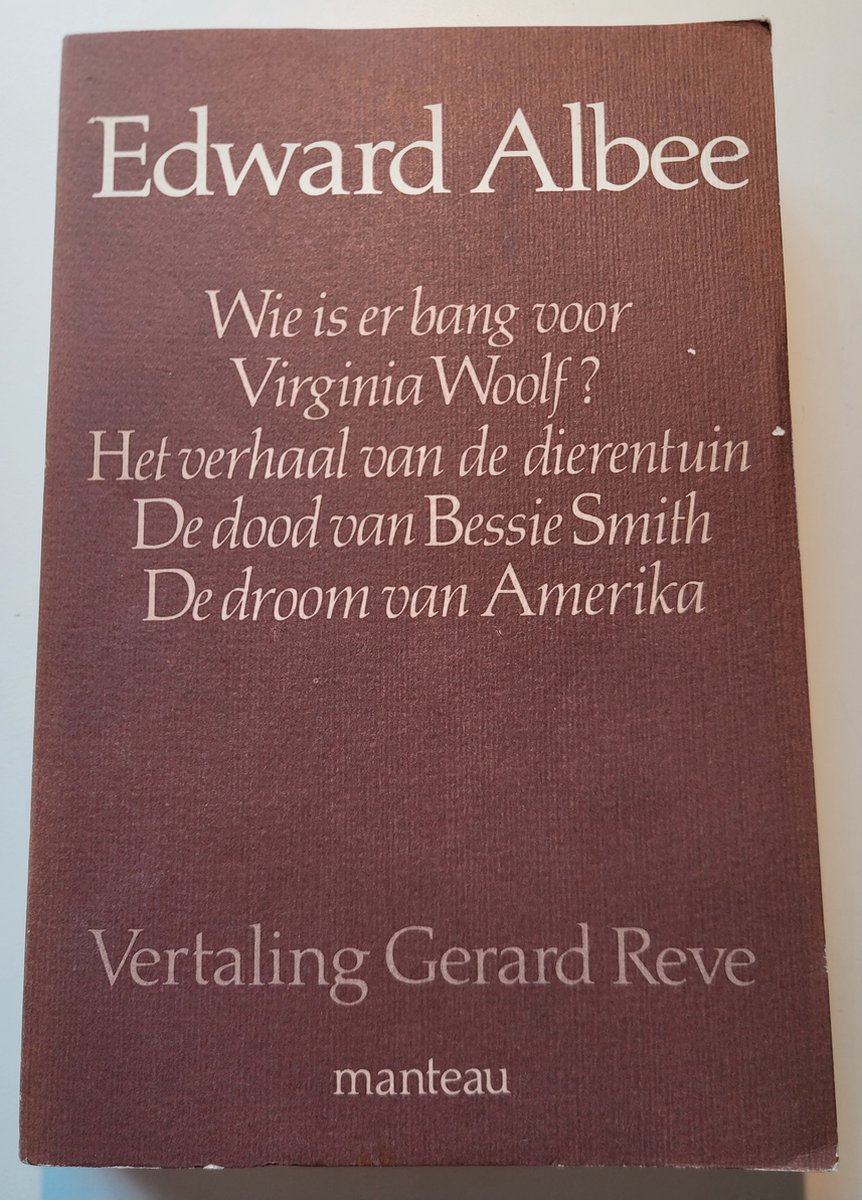 Edward Albee
Wie is er bang voor
Virginia Woolf?
Het verhaal van de dierentuin
De dood van Bessie Smith
De droom van Amerika
Vertaling Gerard Reve
manteau